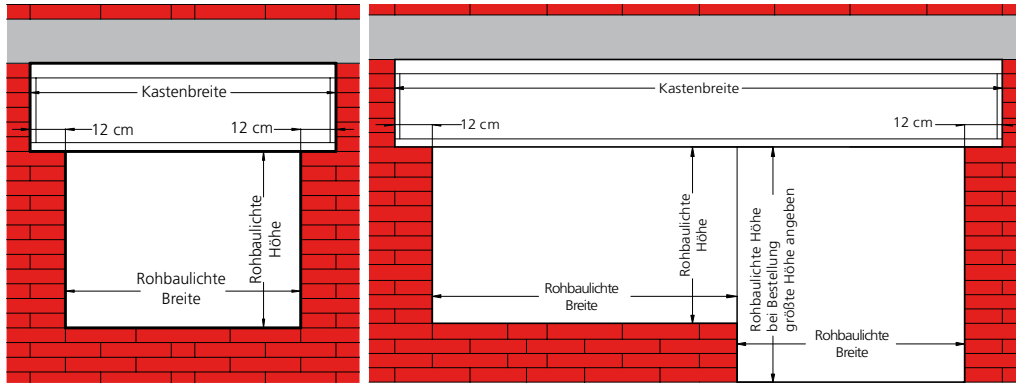 Kastenbreite
12 cm
12 cm
Rohbaulichte
Höhe
Rohbaulichte
Breite
Kastenbreite
12 cm
12 cm
Rohbaulichte
Höhe
Rohbaulichte Höhe
bei Bestellung
größte Höhe angeben
Rohbaulichte
Breite
Rohbaulichte
Breite